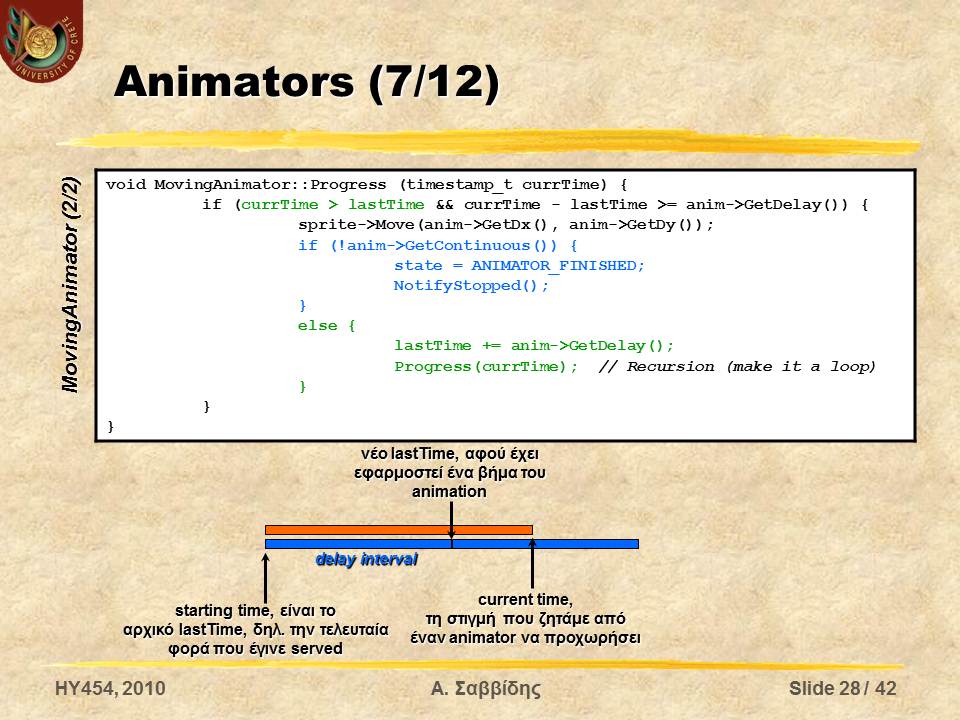 UNIVERSITY OF CRETE
Animators (7/12)
MovingAnimator (2/2)
void MovingAnimator::Progress (timestamp_t currTime) {
if (currTime > lastTime && currTime - lastTime >= anim->GetDelay()) {
sprite->Move(anim->GetDx(), anim->GetDy());
if (!anim->GetContinuous()) {
state = ANIMATOR_FINISHED;
NotifyStopped();
}
else {
lastTime += anim->GetDelay();
Progress(currTime); // Recursion (make it a loop)
}
}
}
νέο lastTime, αφού έχει
εφαρμοστεί ένα βήμα του
animation
delay interval
starting time, είναι το
αρχικό lastTime, δηλ. την τελευταία
φορά που έγινε served
current time,
τη στιγμή που ζητάμε από
έναν animator να προχωρήσει
HY454, 2010
Α. Σαββίδης
Slide 28 / 42